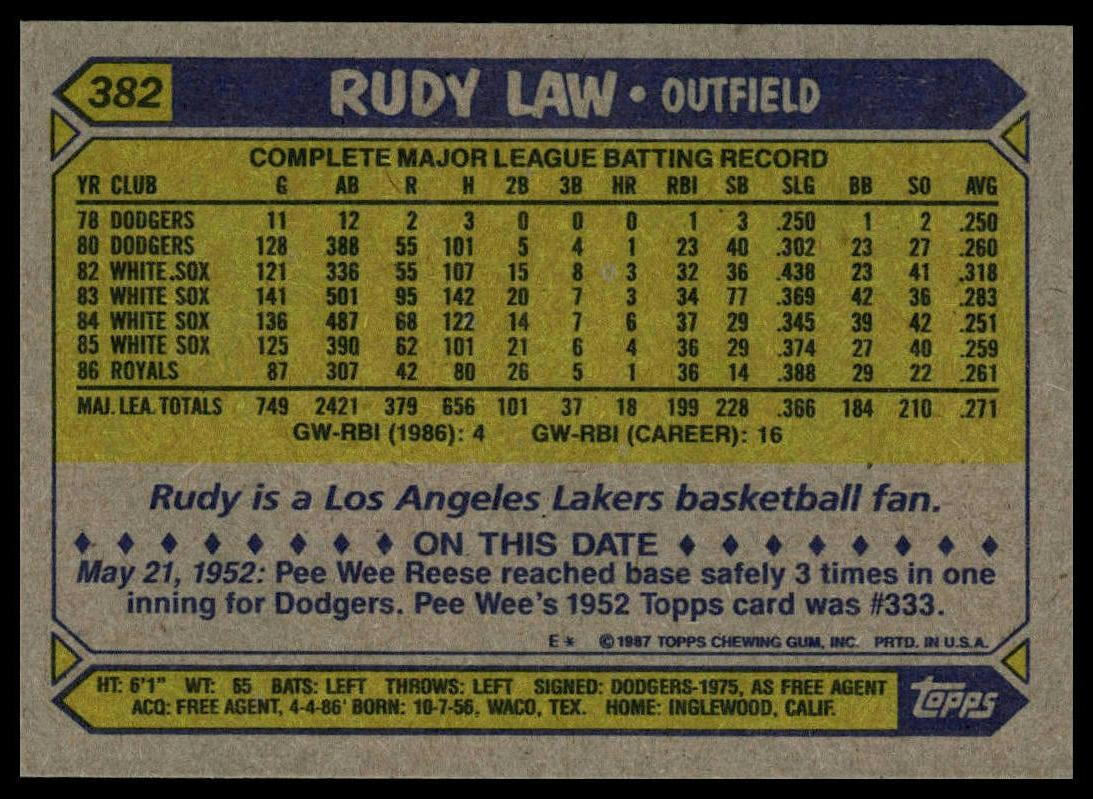 382 RUDY LAW • OUTFIELD
COMPLETE MAJOR LEAGUE BATTING RECORD
YR CLUB G AB R H 2B 3B HR RBI SB SLG BB SO AVG
78 DODGERS 11 12 2 3 0 0 0 1 3 .250 1 2 .250
80 DODGERS 128 388 55 101 5 4 1 23 40 .302 23 27 .260
82 WHITE SOX 121 336 55 107 15 8 3 32 36 .438 23 41 .318
83 WHITE SOX 141 501 95 142 20 7 3 34 77 .369 42 36 .283
84 WHITE SOX 136 487 68 122 14 7 6 37 29 .345 39 42 .251
85 WHITE SOX 125 390 62 101 21 6 4 36 29 .374 27 40 .259
86 ROYALS 87 307 42 80 26 5 1 36 14 .388 29 22 .261
MAJ. LEA. TOTALS 749 2421 379 656 101 37 18 199 228 .366 184 210 .271
GW-RBI (1986): 4 GW-RBI (CAREER): 16
Rudy is a Los Angeles Lakers basketball fan.
ON THIS DATE
May 21, 1952: Pee Wee Reese reached base safely 3 times in one
inning for Dodgers. Pee Wee's 1952 Topps card was #333.
E* © 1987 TOPPS CHEWING GUM, INC. PRTD. IN U.S.A.
HT: 6'1" WT: 65 BATS: LEFT THROWS: LEFT SIGNED: DODGERS-1975, AS FREE AGENT
ACQ: FREE AGENT, 4-4-86 BORN: 10-7-56, WACO, TEX. HOME: INGLEWOOD, CALIF.
Topps